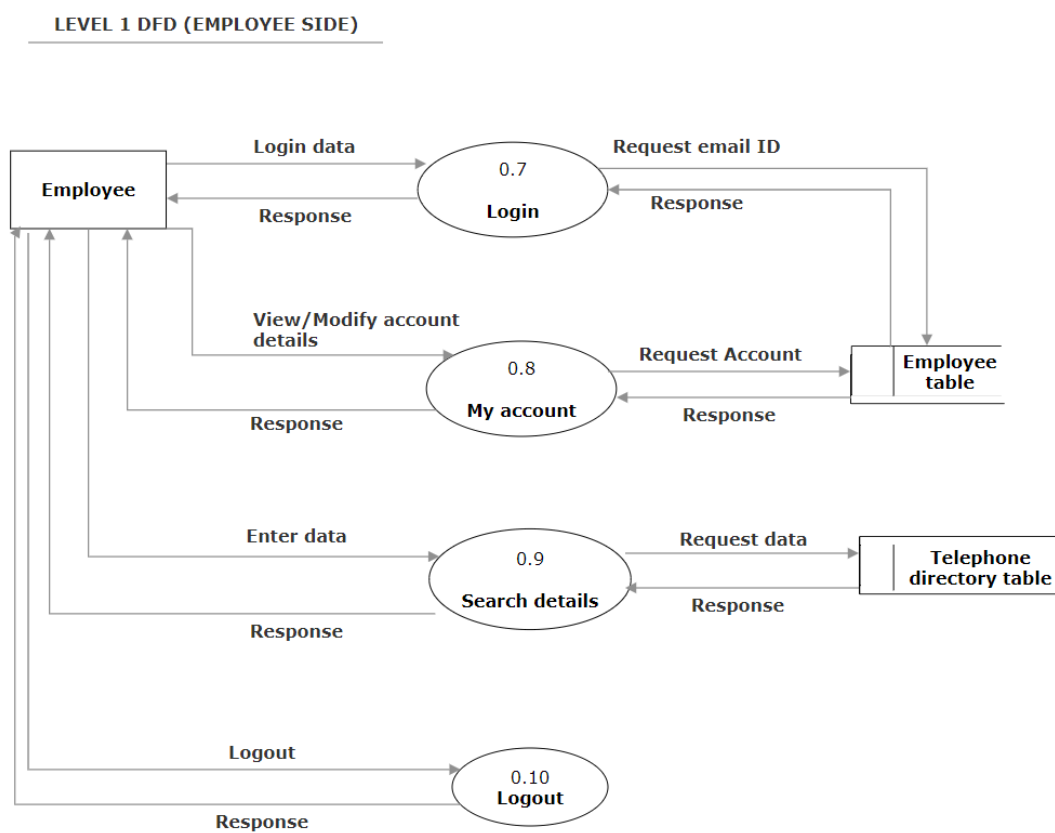 LEVEL 1 DFD (EMPLOYEE SIDE)
Login data
Request email ID
0.7
Employee
Login
Response
Response
View/Modify account
details
Request Account
0.8
Employee
table
My account
Response
Response
Enter data
Request data
0.9
Telephone
directory table
Search details
Response
Response
Logout
0.10
Logout
Response